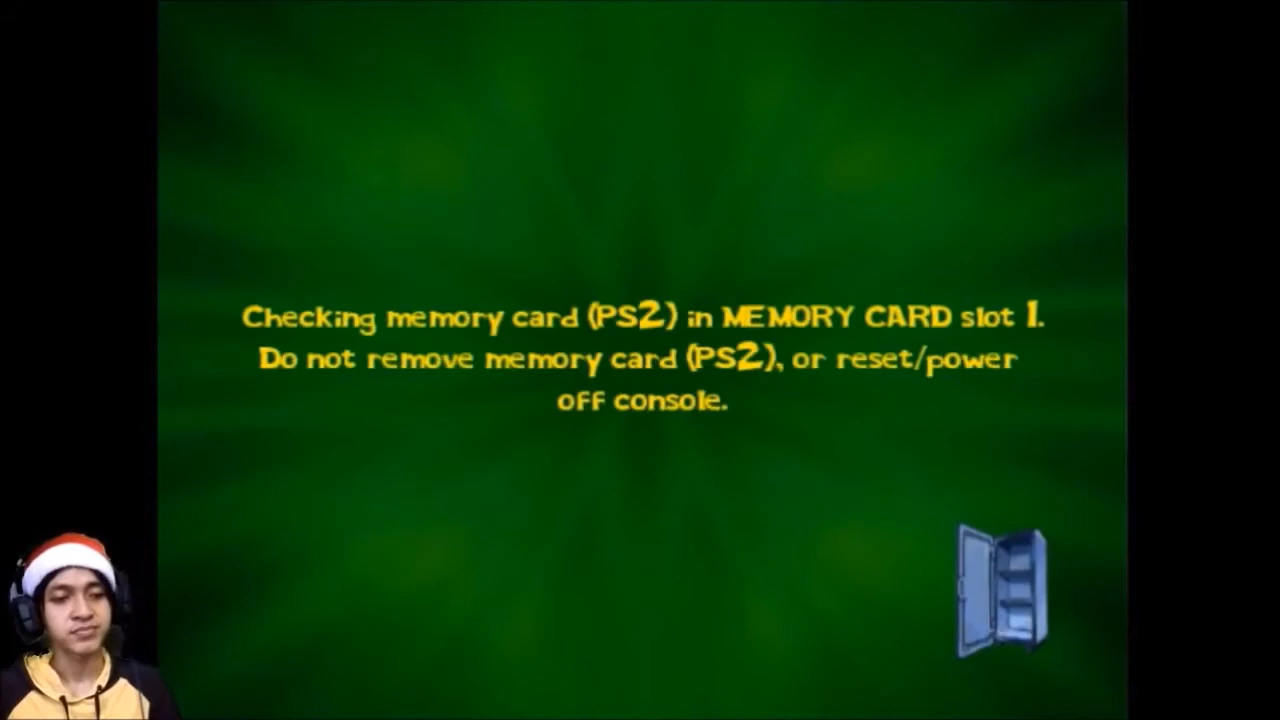 Checking memory card (PS2) in MEMORY CARD slot 1.
Do not remove memory card (PS2), or reset/power
off console.